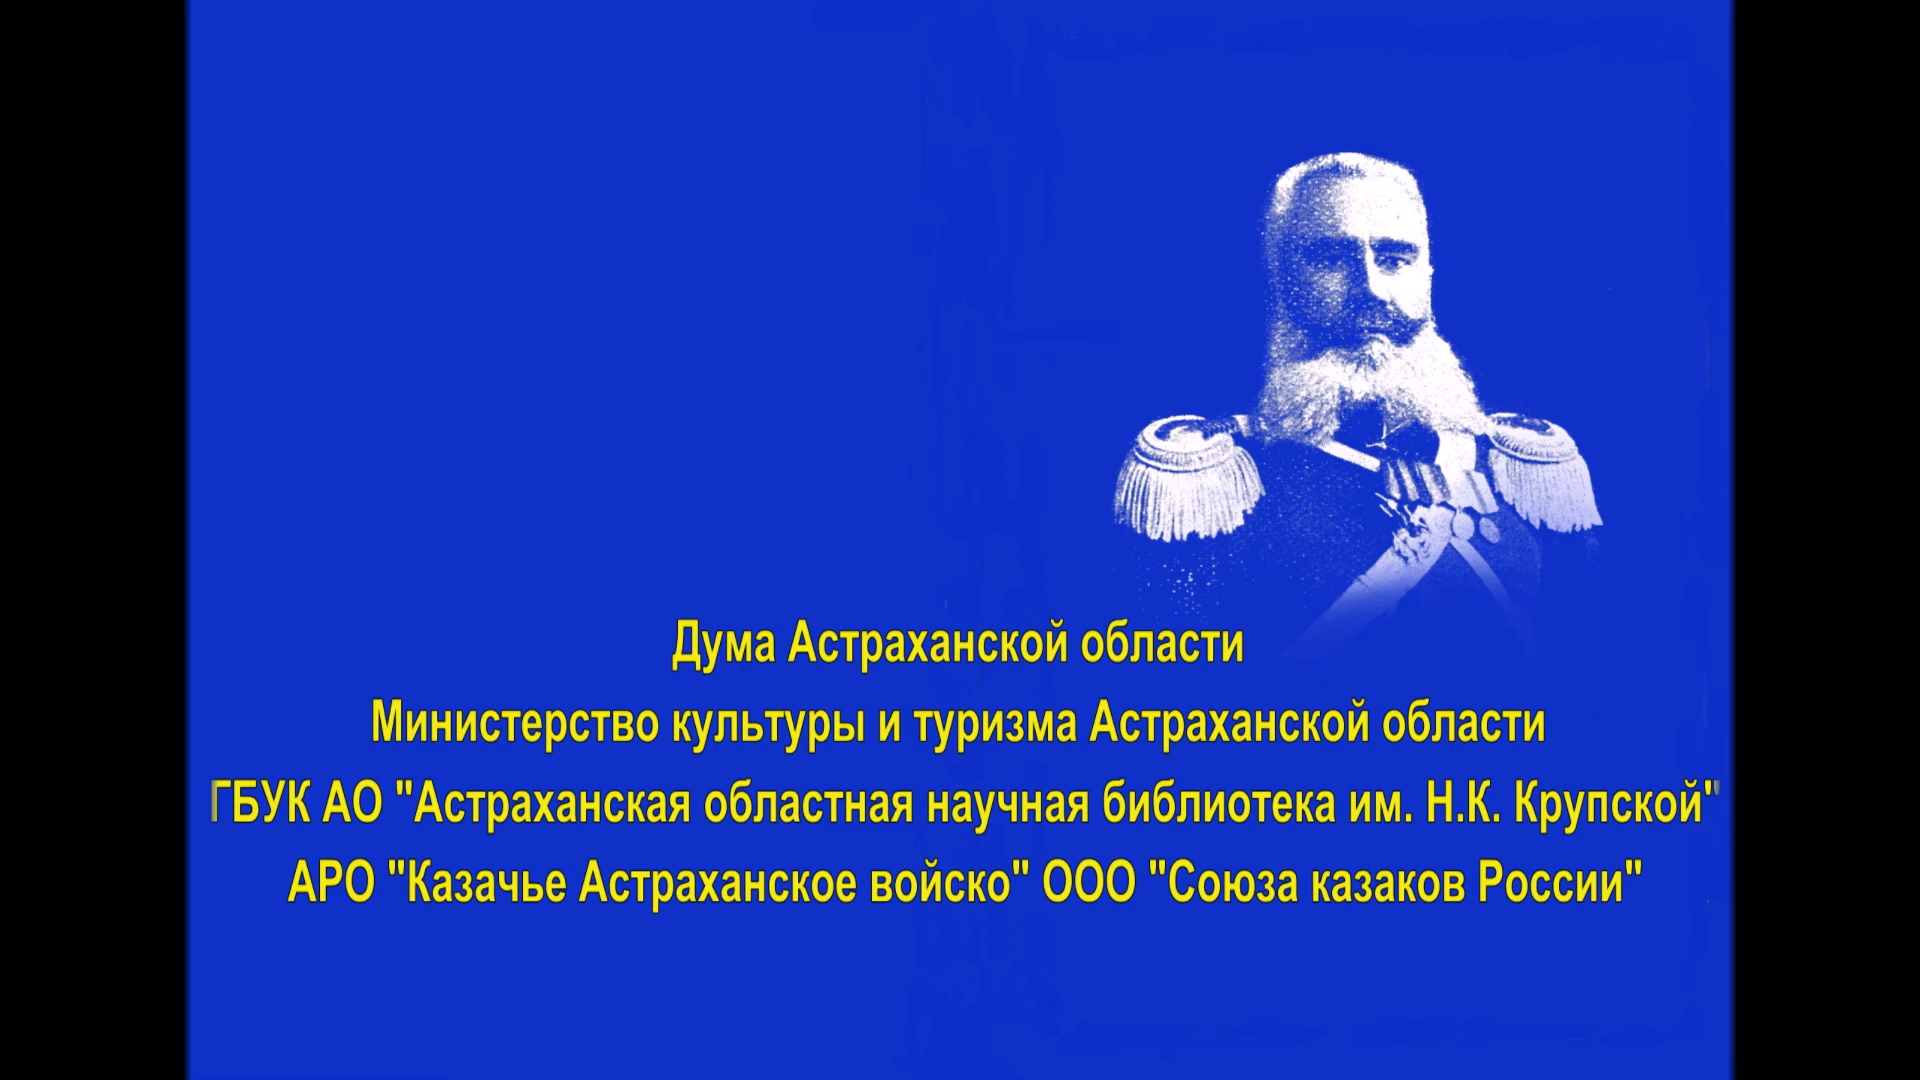 Дума Астраханской области
Министерство культуры и туризма Астраханской области
ГБУК АО "Астраханская областная научная библиотека им. Н.К. Крупской"
АРО "Казачье Астраханское войско" ООО "Союза казаков России"